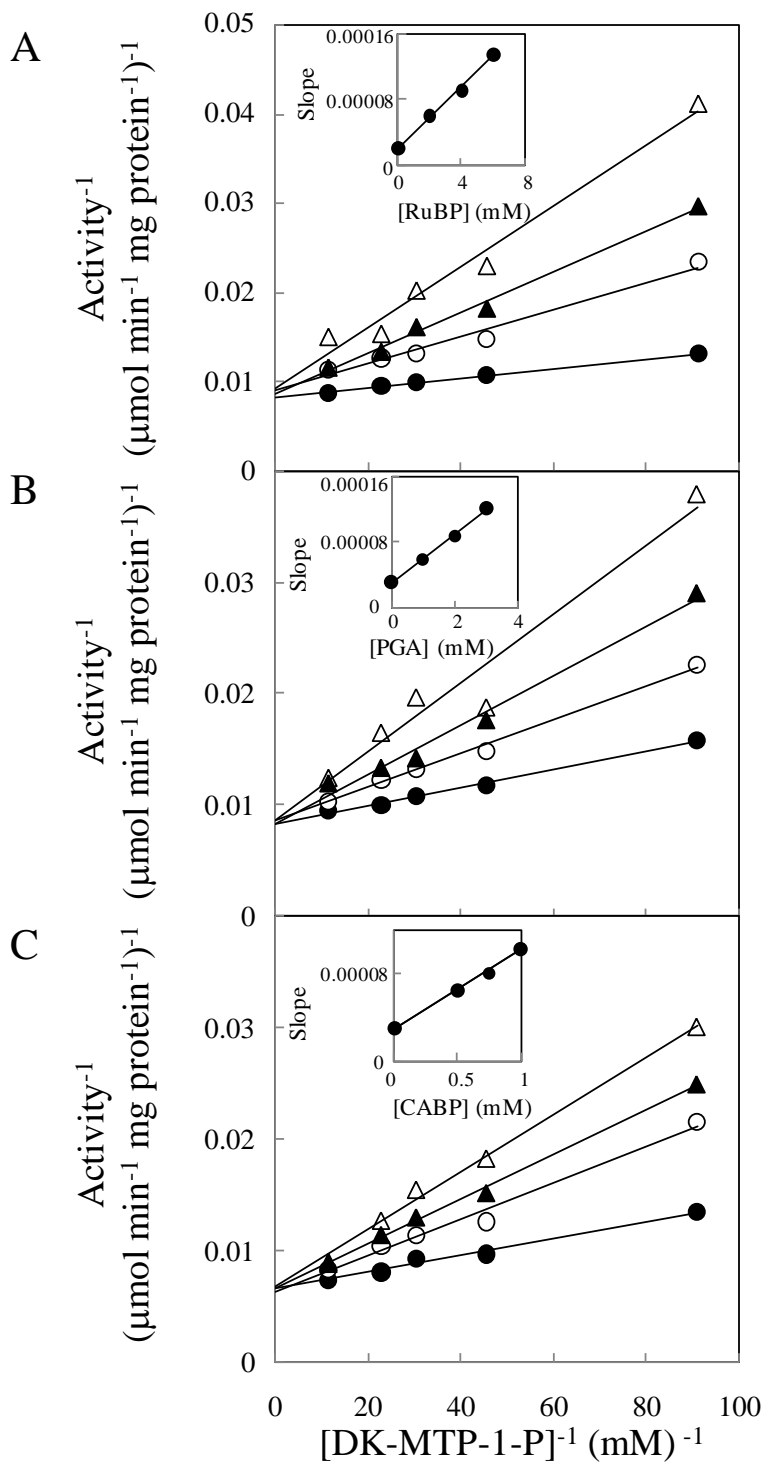 A
0.05
0.04
0.03
0.02
0.01
0
Activity-1
(µmol min-1 mg protein-1)-1
0.00016
0.00008
0
Slope
0 4 8
[RuBP] (mM)
B
0.03
0.02
0.01
0
Activity-1
(µmol min-1 mg protein-1)-1
0.00016
0.00008
0
Slope
0 2 4
[PGA] (mM)
C
0.03
0.02
0.01
0
Activity-1
(µmol min-1 mg protein-1)-1
0.00008
0
Slope
0 0.5 1
[CABP] (mM)
0 20 40 60 80 100
[DK-MTP-1-P]-1 (mM) -1